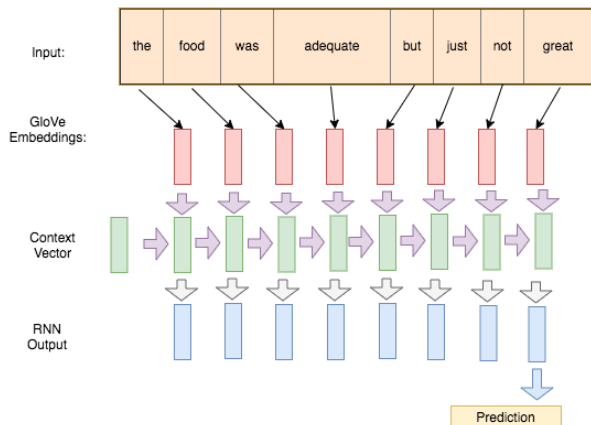 Input:
the food was adequate but just not great
GloVe
Embeddings:
Context
Vector
RNN
Output
Prediction